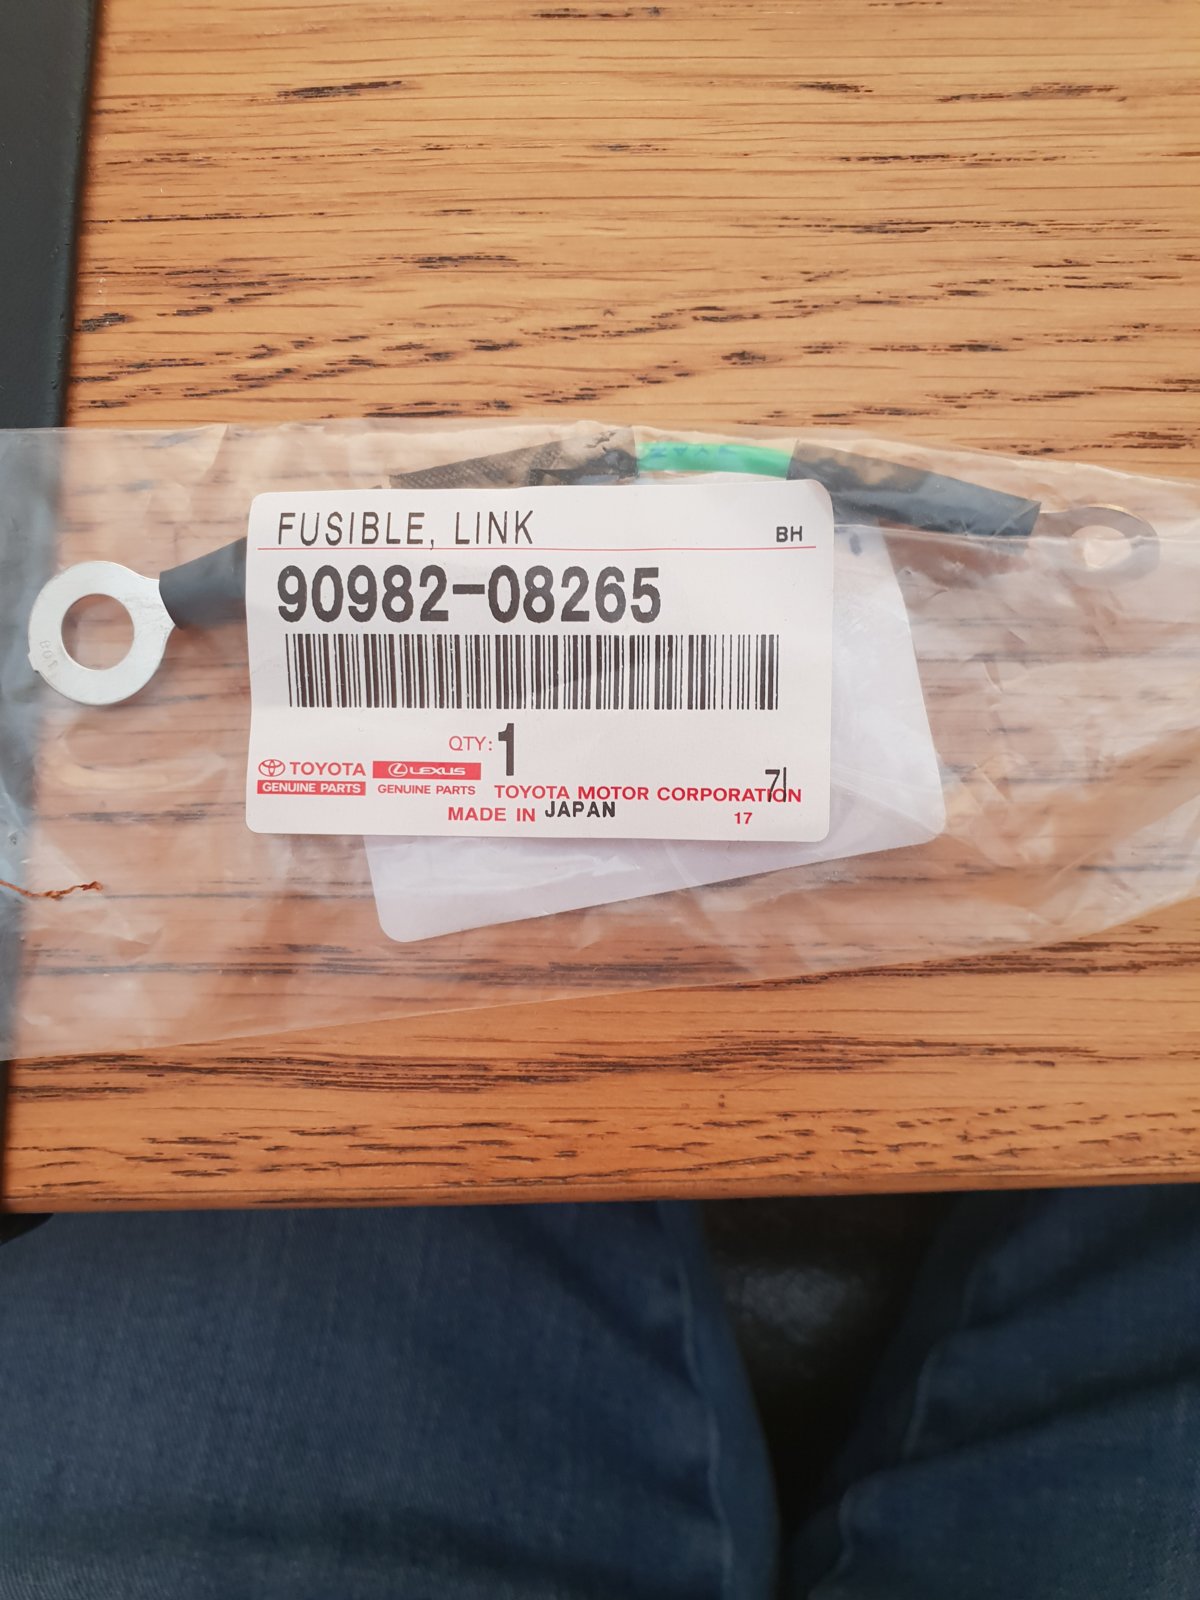 FUSIBLE, LINK
BH
90982-08265
QTY: 1
TOYOTA LEXUS
GENUINE PARTS GENUINE PARTS
TOYOTA MOTOR CORPORATION
71
MADE IN JAPAN
17